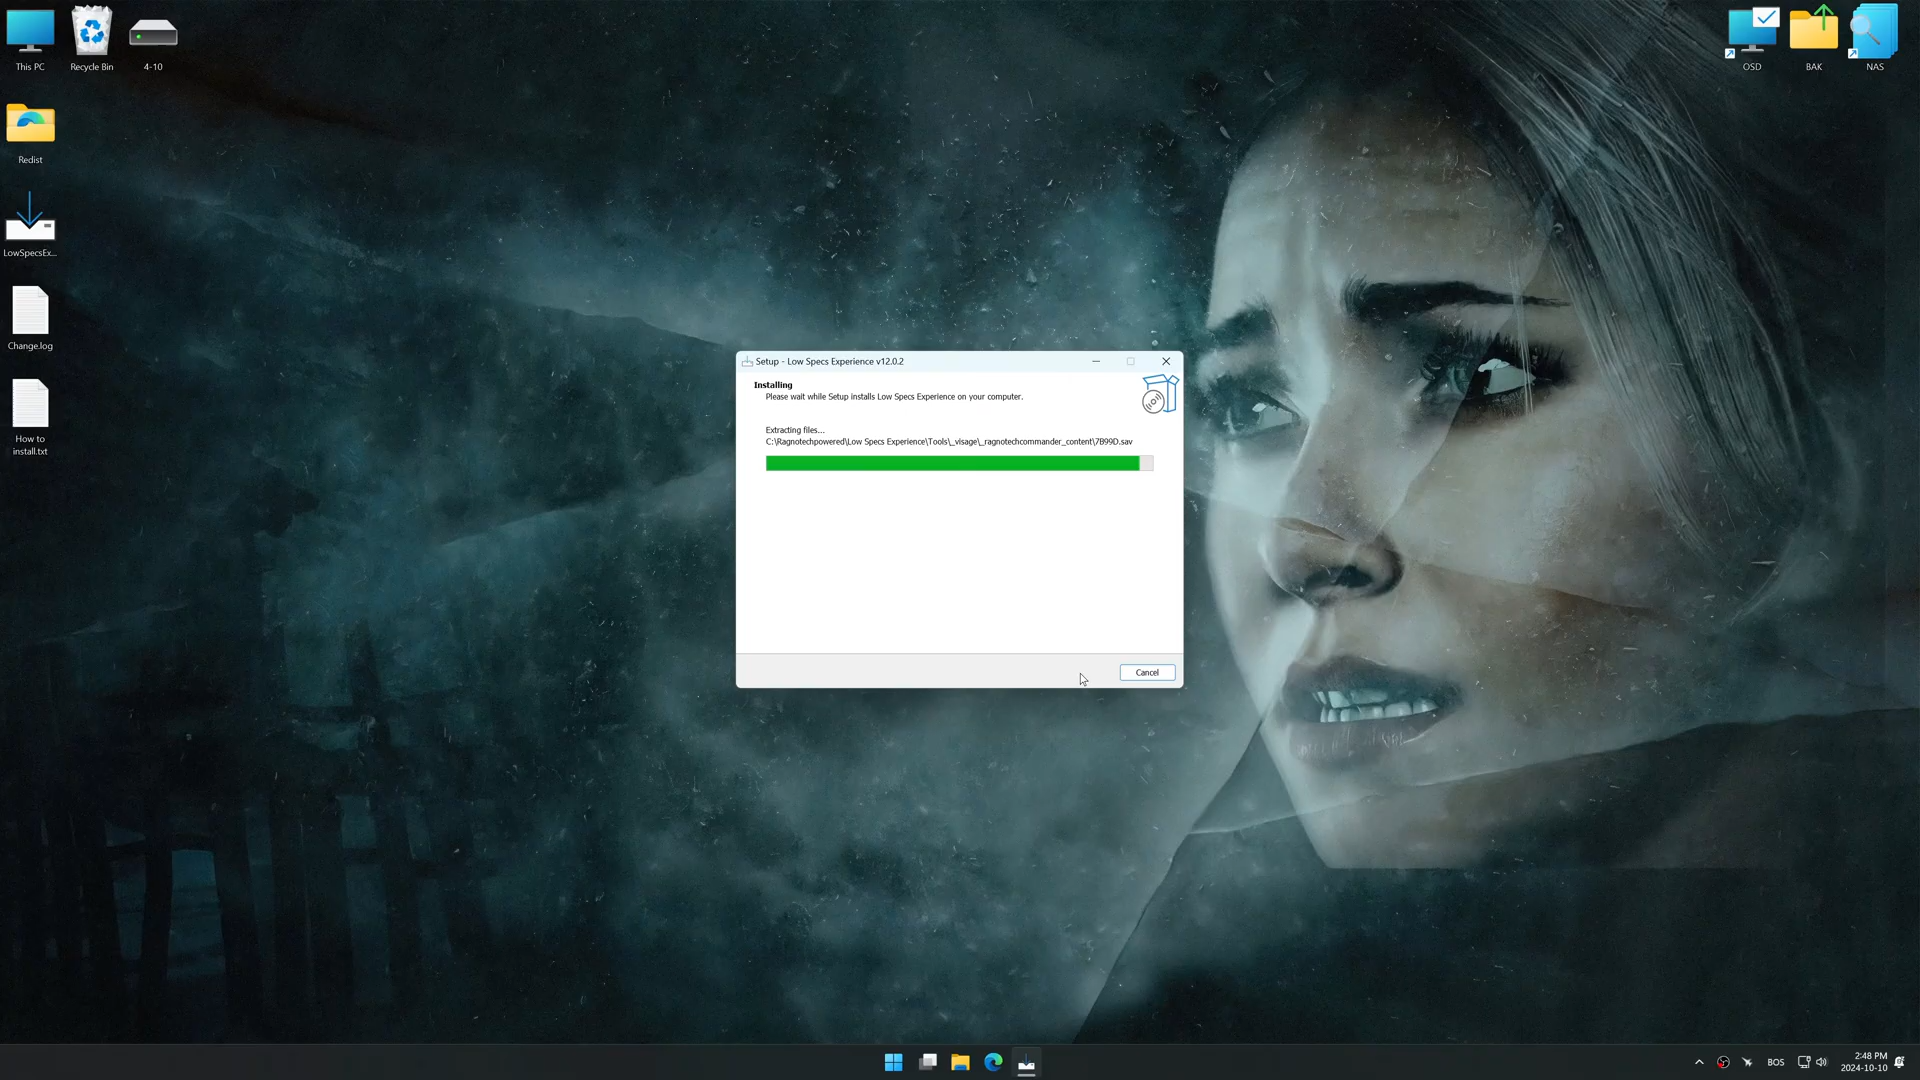 This PC
Recycle Bin
4-10
OSD
BAK
NAS
Redist
LowSpecsEx...
Change.log
How to
install.txt
Setup - Low Specs Experience v12.0.2
Installing
Please wait while Setup installs Low Specs Experience on your computer.
Extracting files...
C:\Ragnotechpowered\Low Specs Experience\Tools\_visage\_ragnotechcommander_content\7B99D.sav
Cancel
BOS
2:48 PM
2024-10-10